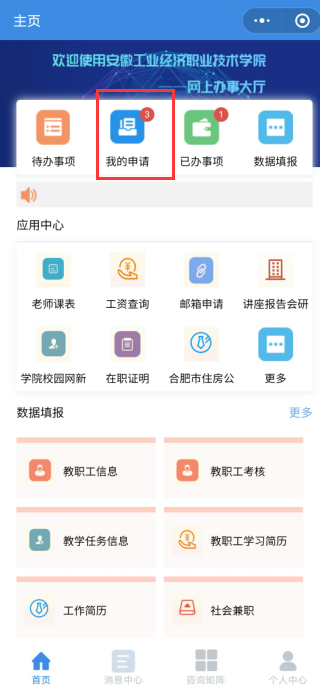 主页
欢迎使用安徽工业经济职业技术学院
——网上办事大厅
3
1
待办事项
我的申请
已办事项
数据填报
应用中心
老师课表
工资查询
邮箱申请
讲座报告会研
学院校园网新
在职证明
合肥市住房公
更多
数据填报
更多
教职工信息
教职工考核
教学任务信息
教职工学习简历
工作简历
社会兼职
首页
消息中心
咨询矩阵
个人中心